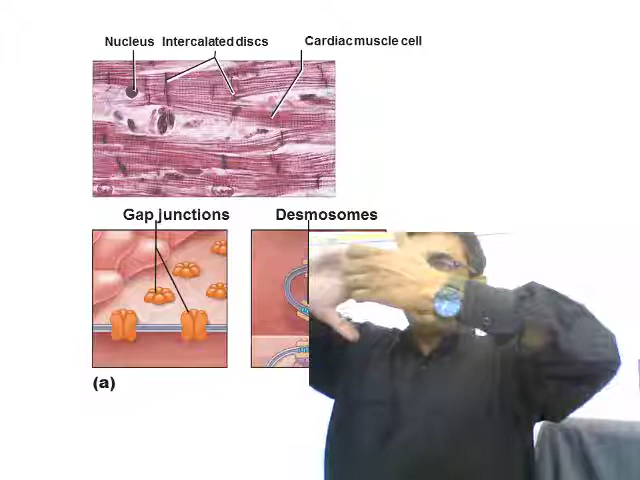 Nucleus Intercalated discs Cardiac muscle cell
Gap junctions Desmosomes
(a)